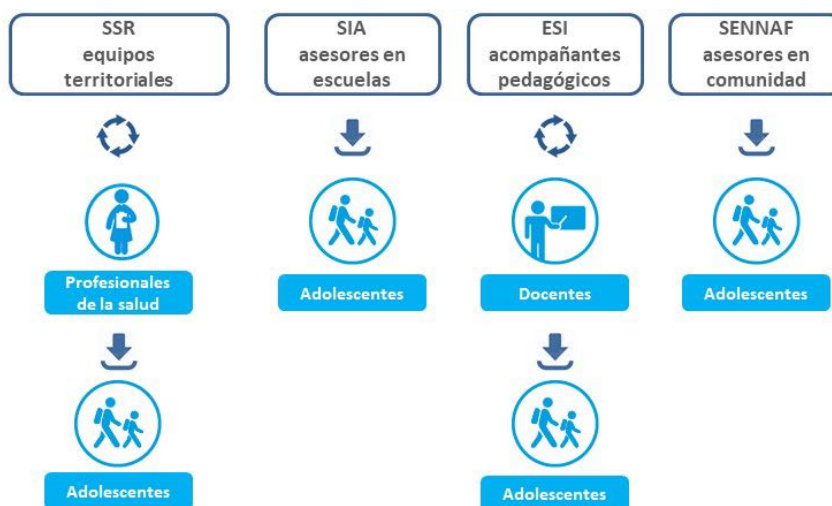 SSR
equipos
territoriales
SIA
asesores en
escuelas
ESI
acompañantes
pedagógicos
SENNAF
asesores en
comunidad
Profesionales
de la salud
Adolescentes
Docentes
Adolescentes
Adolescentes
Adolescentes